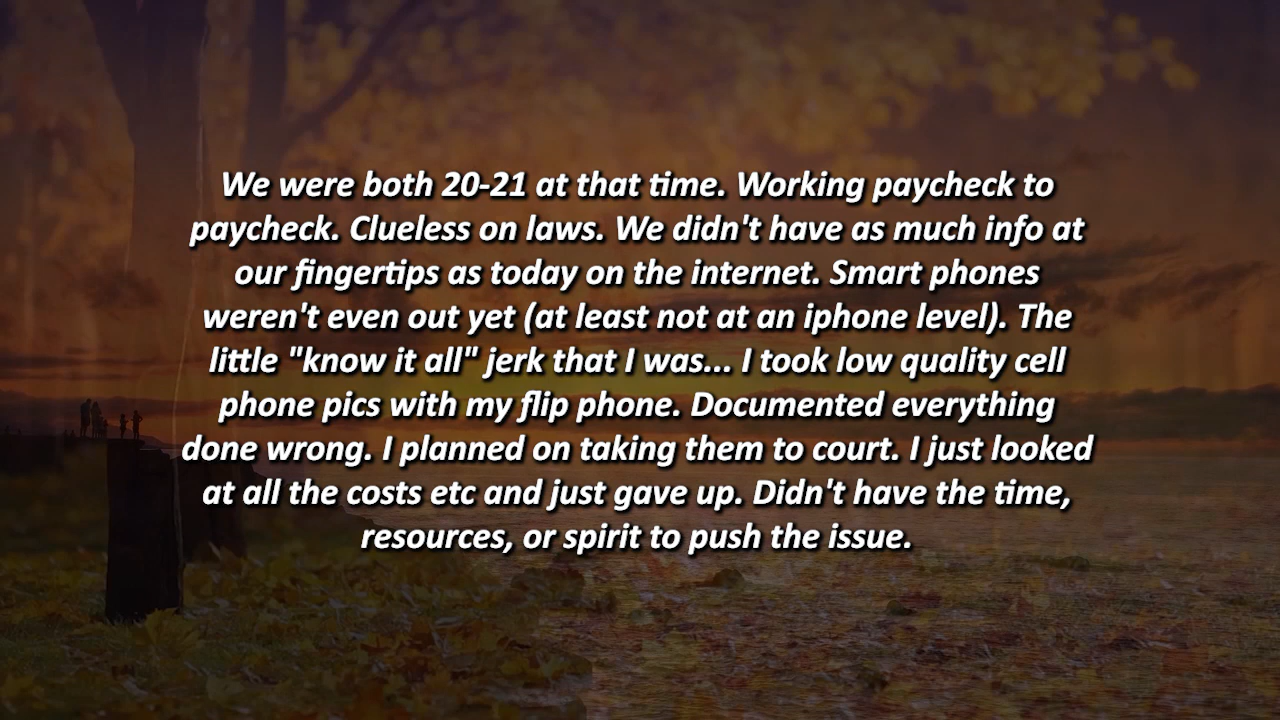 We were both 20-21 at that time. Working paycheck to
paycheck. Clueless on laws. We didn't have as much info at
our fingertips as today on the internet. Smart phones
weren't even out yet (at least not at an iphone level). The
little "know it all" jerk that I was... I took low quality cell
phone pics with my flip phone. Documented everything
done wrong. I planned on taking them to court. I just looked
at all the costs etc and just gave up. Didn't have the time,
resources, or spirit to push the issue.